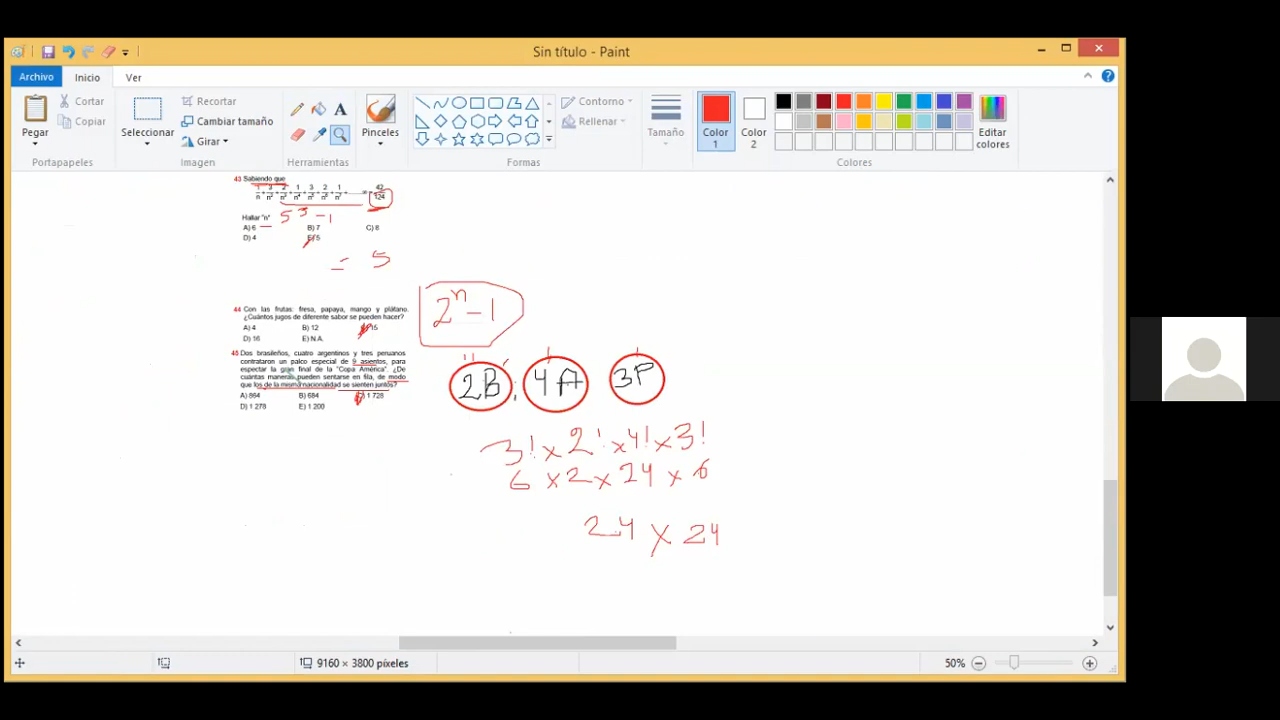 Sin título - Paint
Archivo Inicio Ver
Pegar
Cortar
Copiar
Portapapeles
Seleccionar
Recortar
Cambiar tamaño
Girar
Imagen
A
Herramientas
Pinceles
Contorno
Rellenar
Formas
Tamaño
Color 1
Color 2
Editar colores
Colores
43 Sabiendo que
124
5³ - 1
Hallar "n"
A) 6 B) 7 C) 8
D) 4 E) 5
= 5
44 Con las frutas: fresa, papaya, mango y plátano.
¿Cuántos jugos de diferente sabor se pueden hacer?
A) 4 B) 12 15
D) 16 E) N.A.
2ⁿ - 1
45 Dos brasileños, cuatro argentinos y tres peruanos
contrataron un palco especial de 9 asientos, para
espectar la gran final de la "Copa América". ¿De
cuántas maneras pueden sentarse en fila, de modo
que los de la misma nacionalidad se sienten juntos?
A) 864 B) 684 1 728
D) 1 278 E) 1 200
2B ; 4A 3P
3! x 2! x 4! x 3!
6 x 2 x 24 x 6
24 x 24
9160 × 3800 píxeles
50%